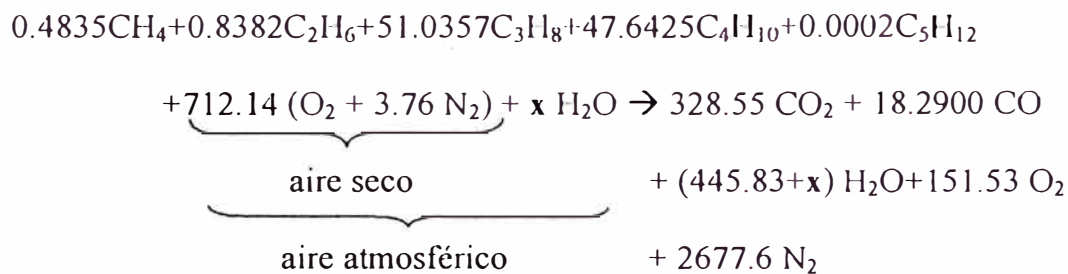 0.4835CH₄+0.8382C₂H₆+51.0357C₃H₈+47.6425C₄H₁₀+0.0002C₅H₁₂
+712.14 (O₂ + 3.76 N₂) + x H₂O → 328.55 CO₂ + 18.2900 CO
aire seco + (445.83+x) H₂O+151.53 O₂
aire atmosférico + 2677.6 N₂